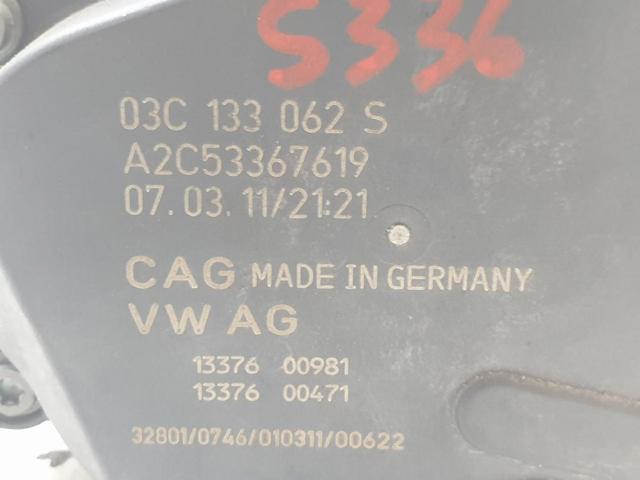 S336
03C 133 062 S
A2C53367619
07.03.11/21:21
CAG MADE IN GERMANY
VW AG
13376 00981
13376 00471
32801/0746/010311/00622